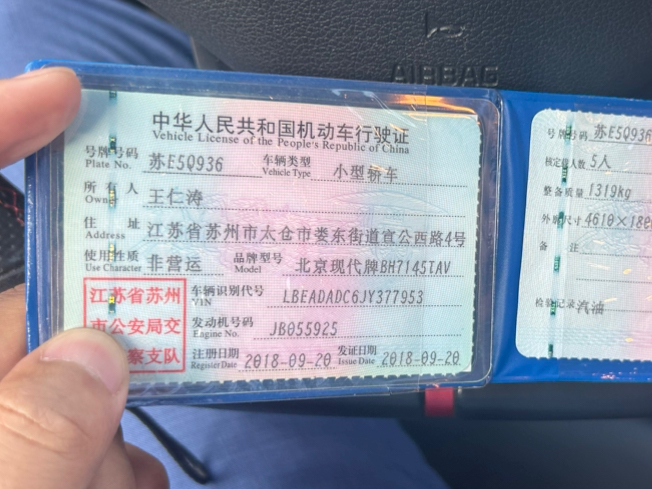 AIRBAG
中华人民共和国机动车行驶证
Vehicle License of the People's Republic of China
号牌号码 苏E5Q936 车辆类型 小型轿车
Plate No. Vehicle Type
所有人 王仁涛
Owner
住址 江苏省苏州市太仓市娄东街道宣公西路4号
Address
使用性质 非营运 品牌型号 北京现代牌BH7145TAV
Use Character Model
江苏省苏州
市公安局交
察支队
车辆识别代号 LBEADADC6JY377953
VIN
发动机号码 JB055925
Engine No.
注册日期 2018-09-20 发证日期 2018-09-20
Register Date Issue Date
号牌号码 苏E5Q936
核定载人数 5人
整备质量 1319kg
外廓尺寸 4610×180
备注
检验记录 汽油